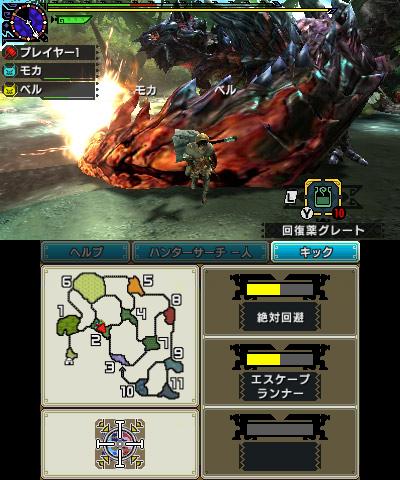 プレイヤー1
モカ
ベル
モカ
ベル
L
Y
10
回復薬グレート
ヘルプ
ハンターサーチ 一人
キック
6
5
8
1
4
2
7
3
9
10
11
絶対回避
エスケープ
ランナー